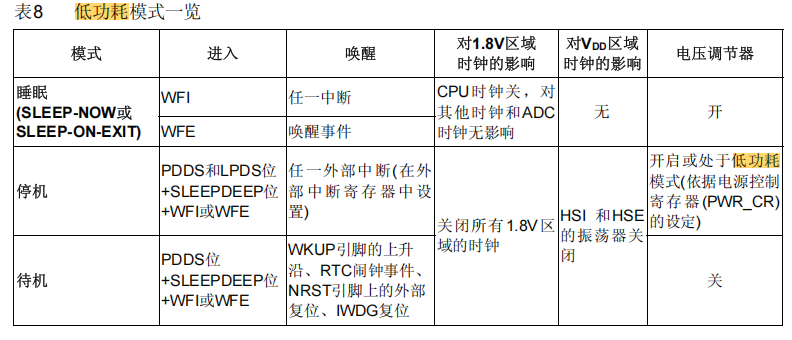 表8 低功耗模式一览
模式
进入
唤醒
对1.8V区域
时钟的影响
对VDD区域
时钟的影响
电压调节器
睡眠
(SLEEP-NOW或
SLEEP-ON-EXIT)
WFI
任一中断
WFE
唤醒事件
CPU时钟关，对
其他时钟和ADC
时钟无影响
无
开
停机
PDDS和LPDS位
+SLEEPDEEP位
+WFI或WFE
任一外部中断(在外
部中断寄存器中设
置)
关闭所有1.8V区
域的时钟
HSI 和HSE
的振荡器关
闭
开启或处于低功耗
模式(依据电源控制
寄存器(PWR_CR)
的设定)
待机
PDDS位
+SLEEPDEEP位
+WFI或WFE
WKUP引脚的上升
沿、RTC闹钟事件、
NRST引脚上的外部
复位、IWDG复位
关